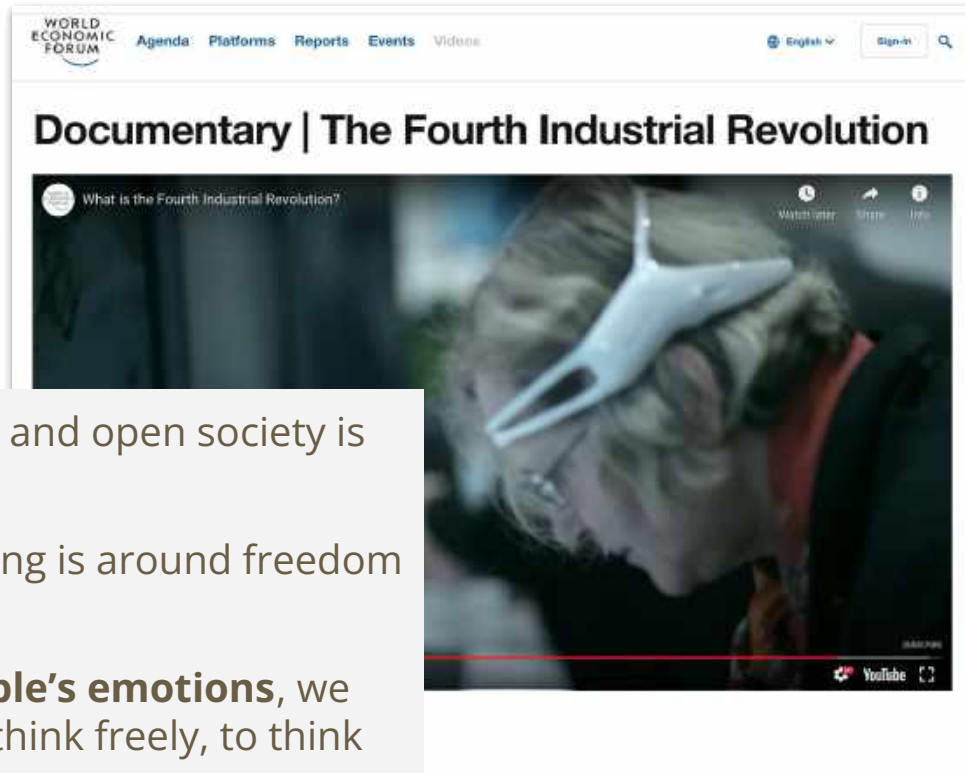 WORLD
ECONOMIC
FORUM
Agenda Platforms Reports Events Videos
English
Sign-in
Documentary | The Fourth Industrial Revolution
What is the Fourth Industrial Revolution?
Watch later Share Info
and open society is
ng is around freedom
ple's emotions, we
think freely, to think
SUBSCRIBE
YouTube